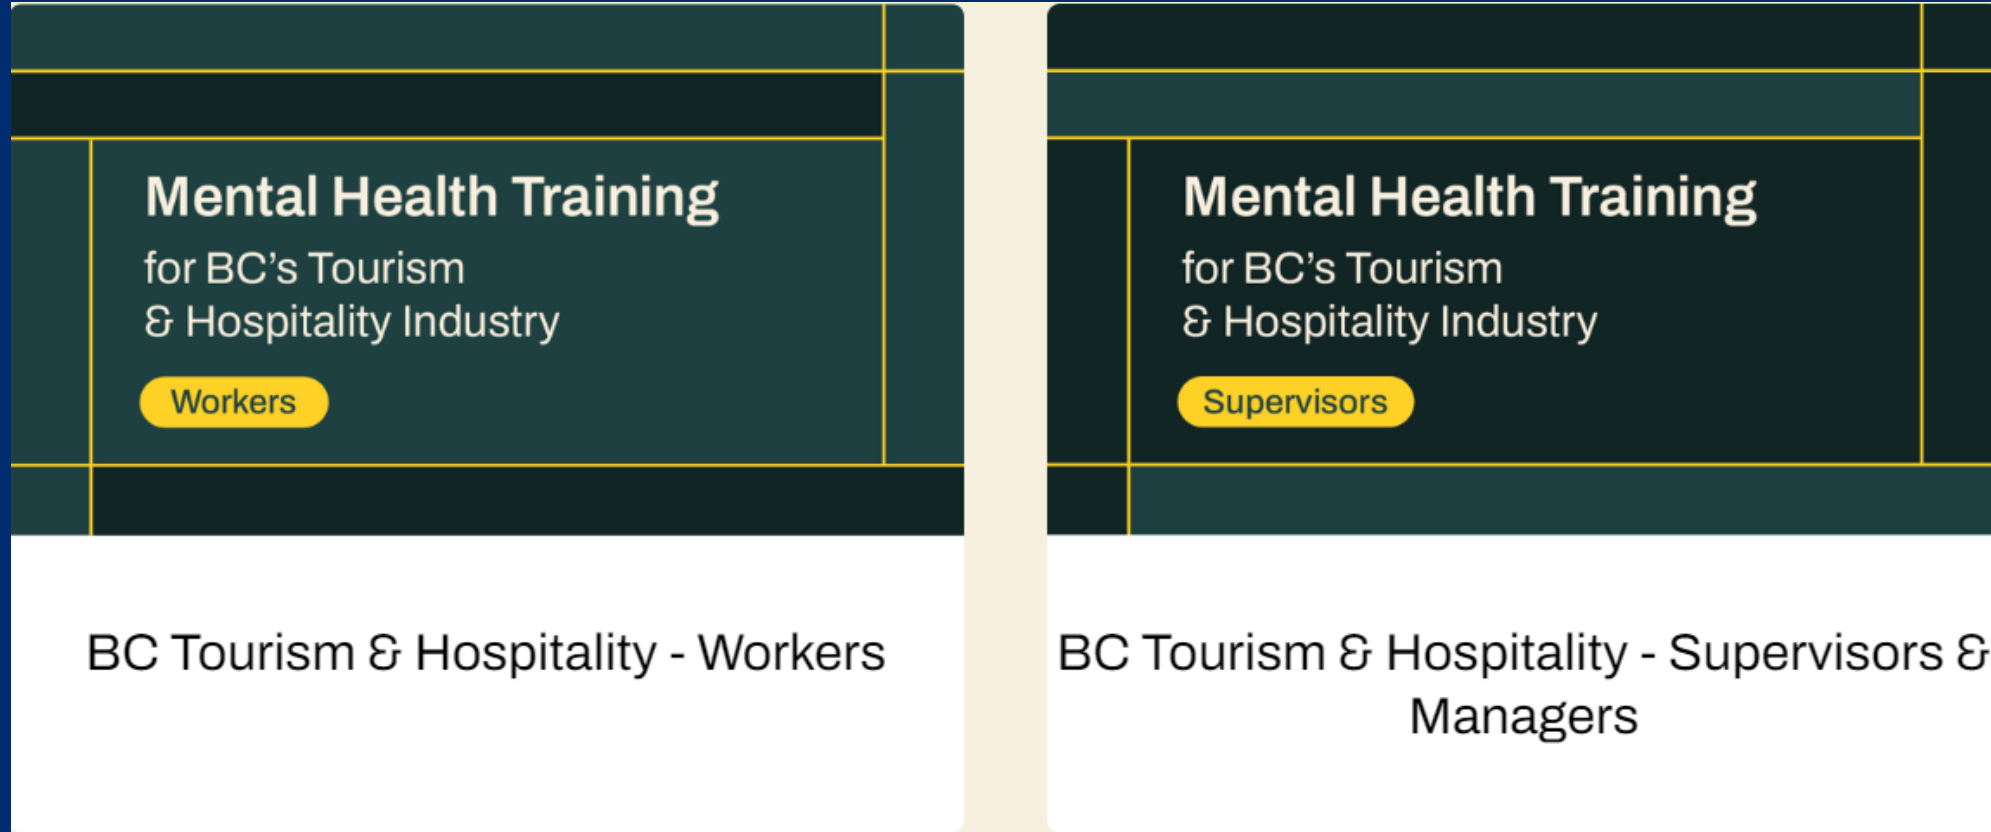 Mental Health Training
for BC’s Tourism
& Hospitality Industry
Workers
BC Tourism & Hospitality - Workers
Mental Health Training
for BC’s Tourism
& Hospitality Industry
Supervisors
BC Tourism & Hospitality - Supervisors &
Managers